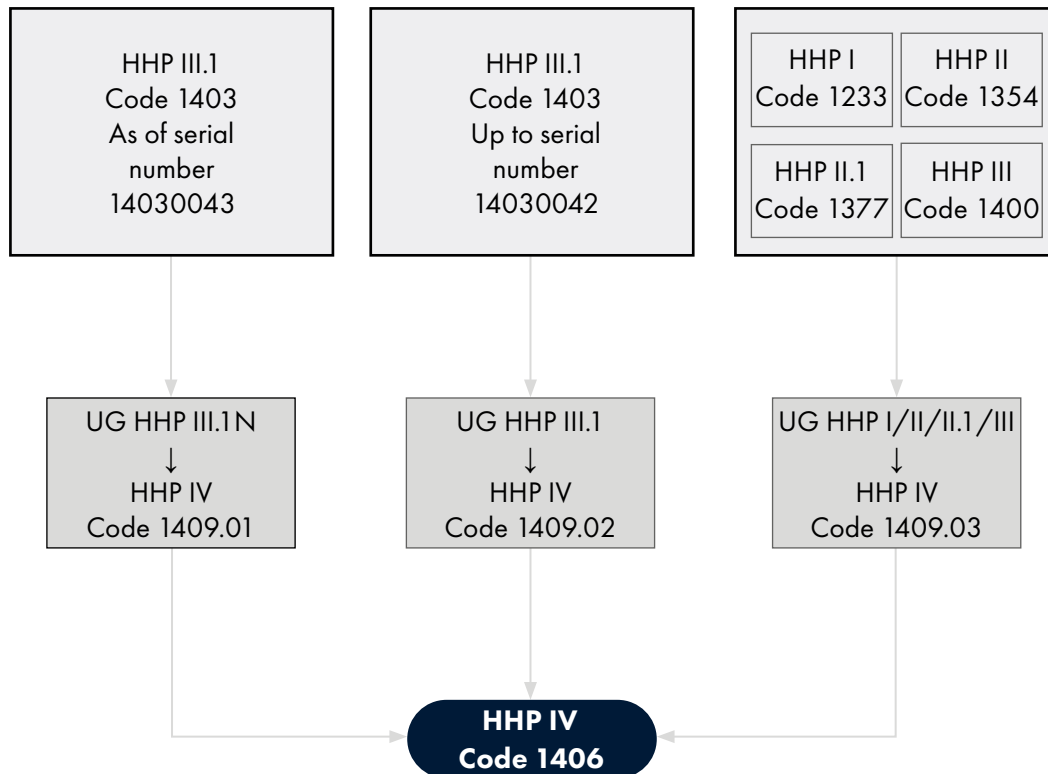 HHP III.1
Code 1403
As of serial
number
14030043
HHP III.1
Code 1403
Up to serial
number
14030042
HHP I
Code 1233
HHP II
Code 1354
HHP II.1
Code 1377
HHP III
Code 1400
UG HHP III.1N
↓
HHP IV
Code 1409.01
UG HHP III.1
↓
HHP IV
Code 1409.02
UG HHP I/II/II.1/III
↓
HHP IV
Code 1409.03
HHP IV
Code 1406